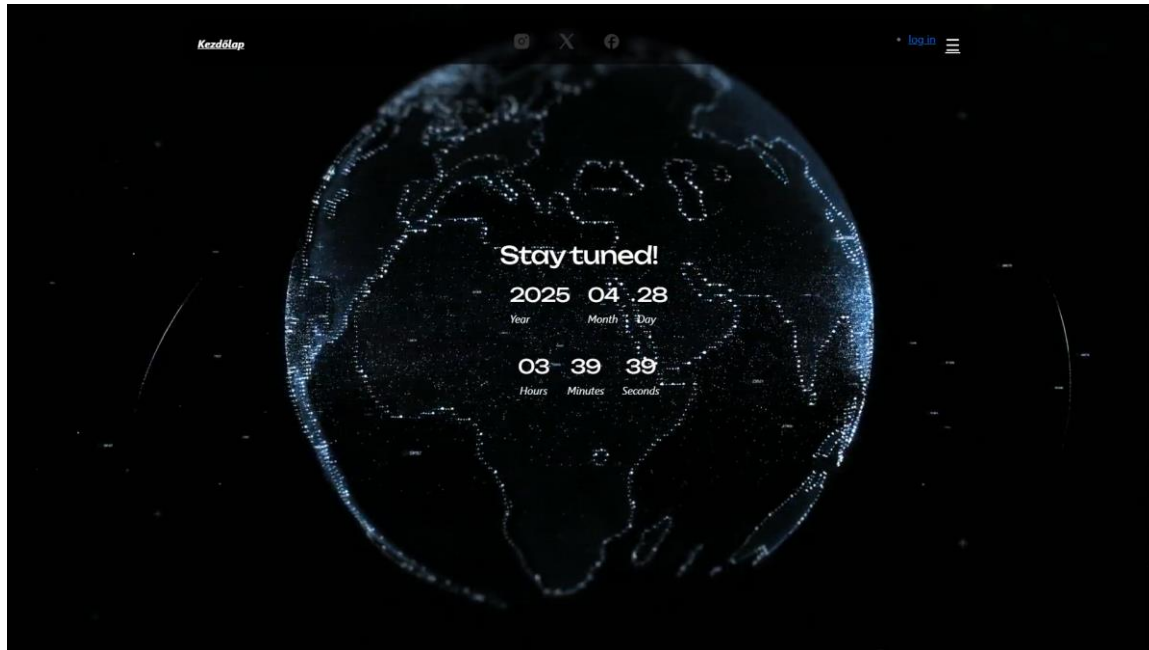 Kezdőlap
log in
Stay tuned!
2025 04 28
Year Month Day
03 39 39
Hours Minutes Seconds